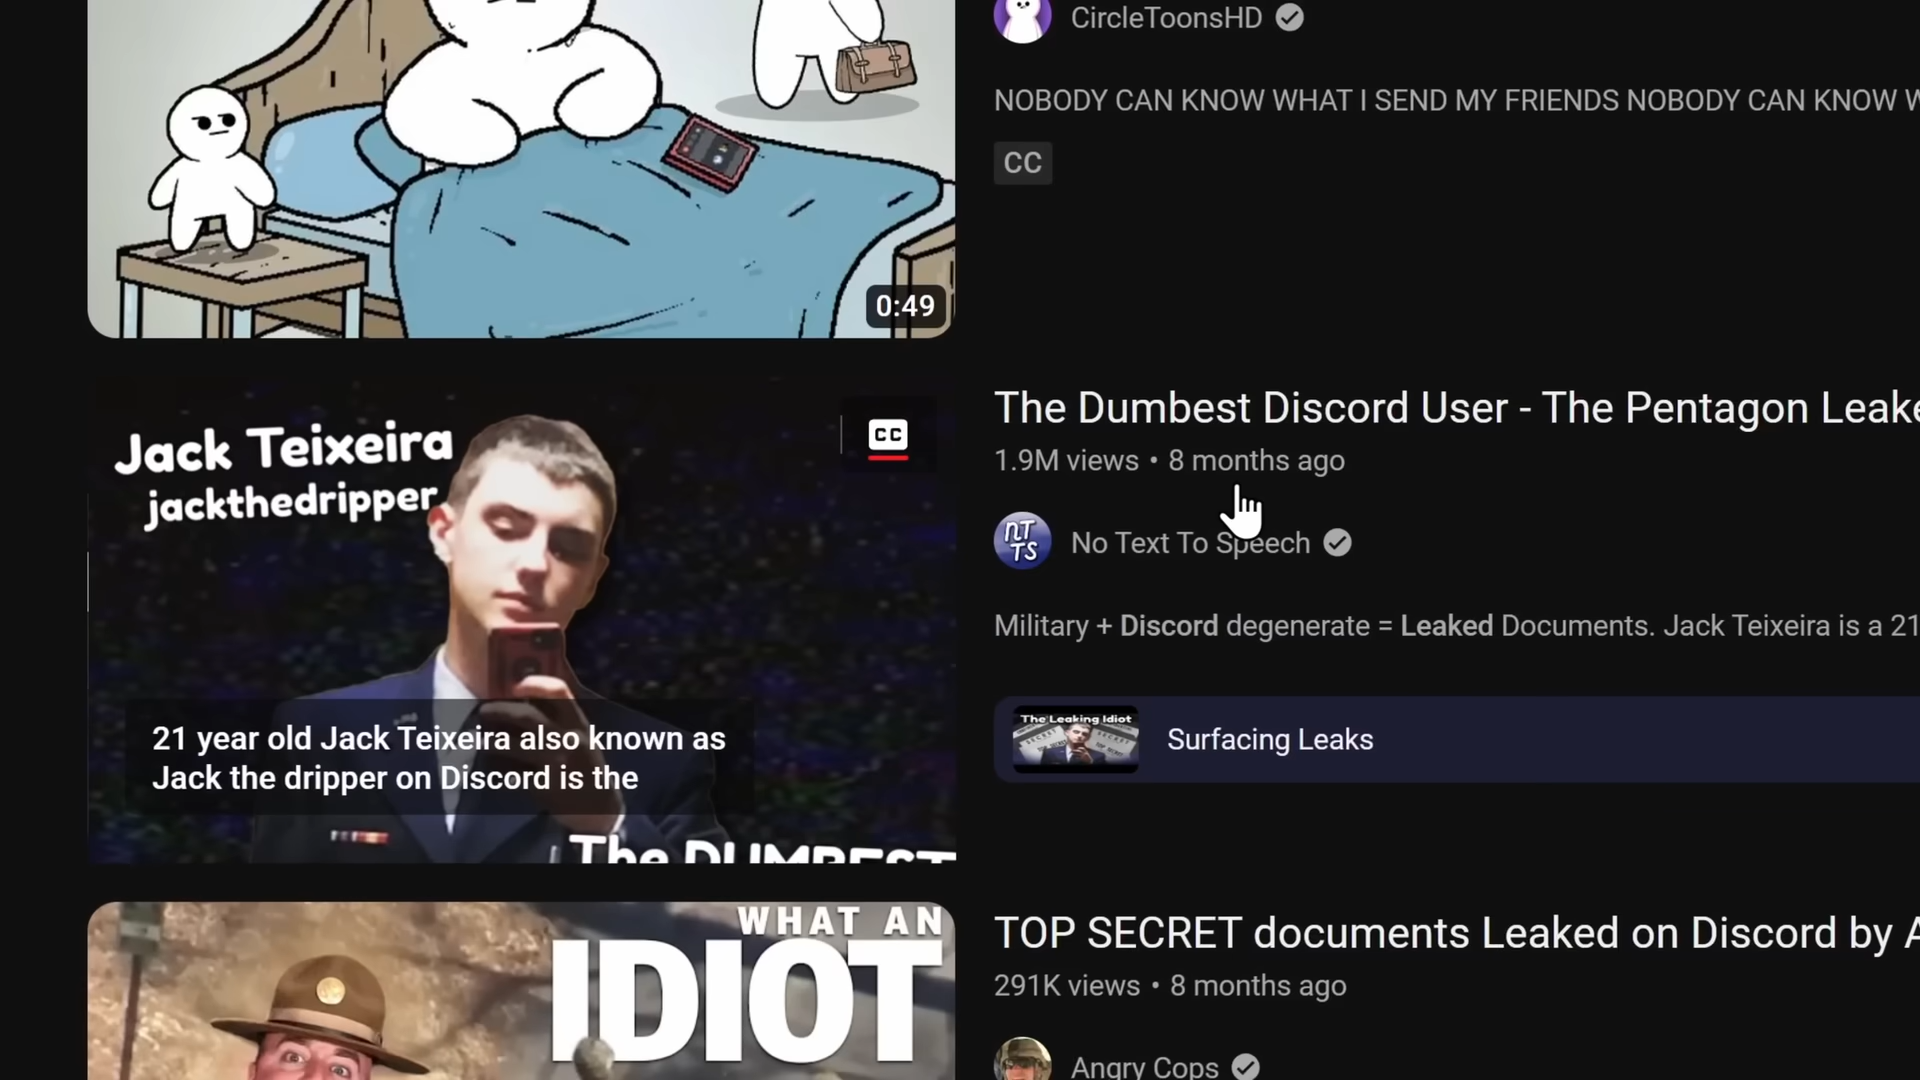 CircleToonsHD
NOBODY CAN KNOW WHAT I SEND MY FRIENDS NOBODY CAN KNOW
CC
0:49
Jack Teixeira
jackthedripper
CC
21 year old Jack Teixeira also known as
Jack the dripper on Discord is the
The DUMBEST
The Dumbest Discord User - The Pentagon Leake
1.9M views • 8 months ago
NTTS
No Text To Speech
Military + Discord degenerate = Leaked Documents. Jack Teixeira is a 21
The Leaking Idiot
Surfacing Leaks
WHAT AN
IDIOT
TOP SECRET documents Leaked on Discord by A
291K views • 8 months ago
Angry Cops